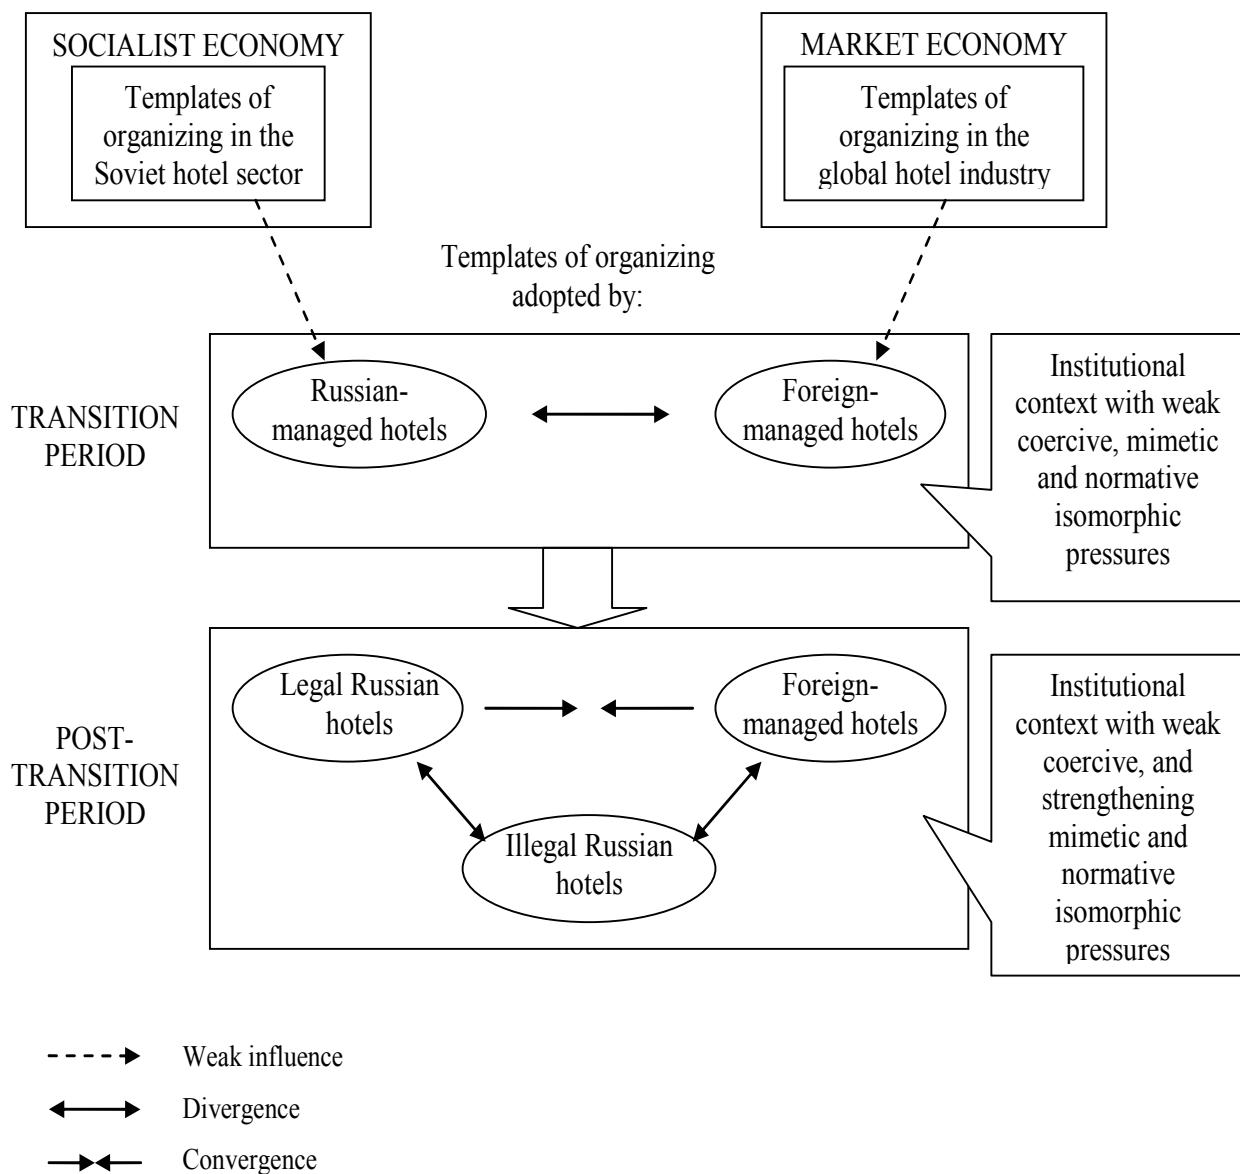 SOCIALIST ECONOMY
Templates of
organizing in the
Soviet hotel sector
MARKET ECONOMY
Templates of
organizing in the
global hotel industry
Templates of organizing
adopted by:
TRANSITION
PERIOD
Russian-
managed hotels
Foreign-
managed hotels
Institutional
context with weak
coercive, mimetic
and normative
isomorphic
pressures
POST-
TRANSITION
PERIOD
Legal Russian
hotels
Foreign-
managed hotels
Illegal Russian
hotels
Institutional
context with weak
coercive, and
strengthening
mimetic and
normative
isomorphic
pressures
Weak influence
Divergence
Convergence